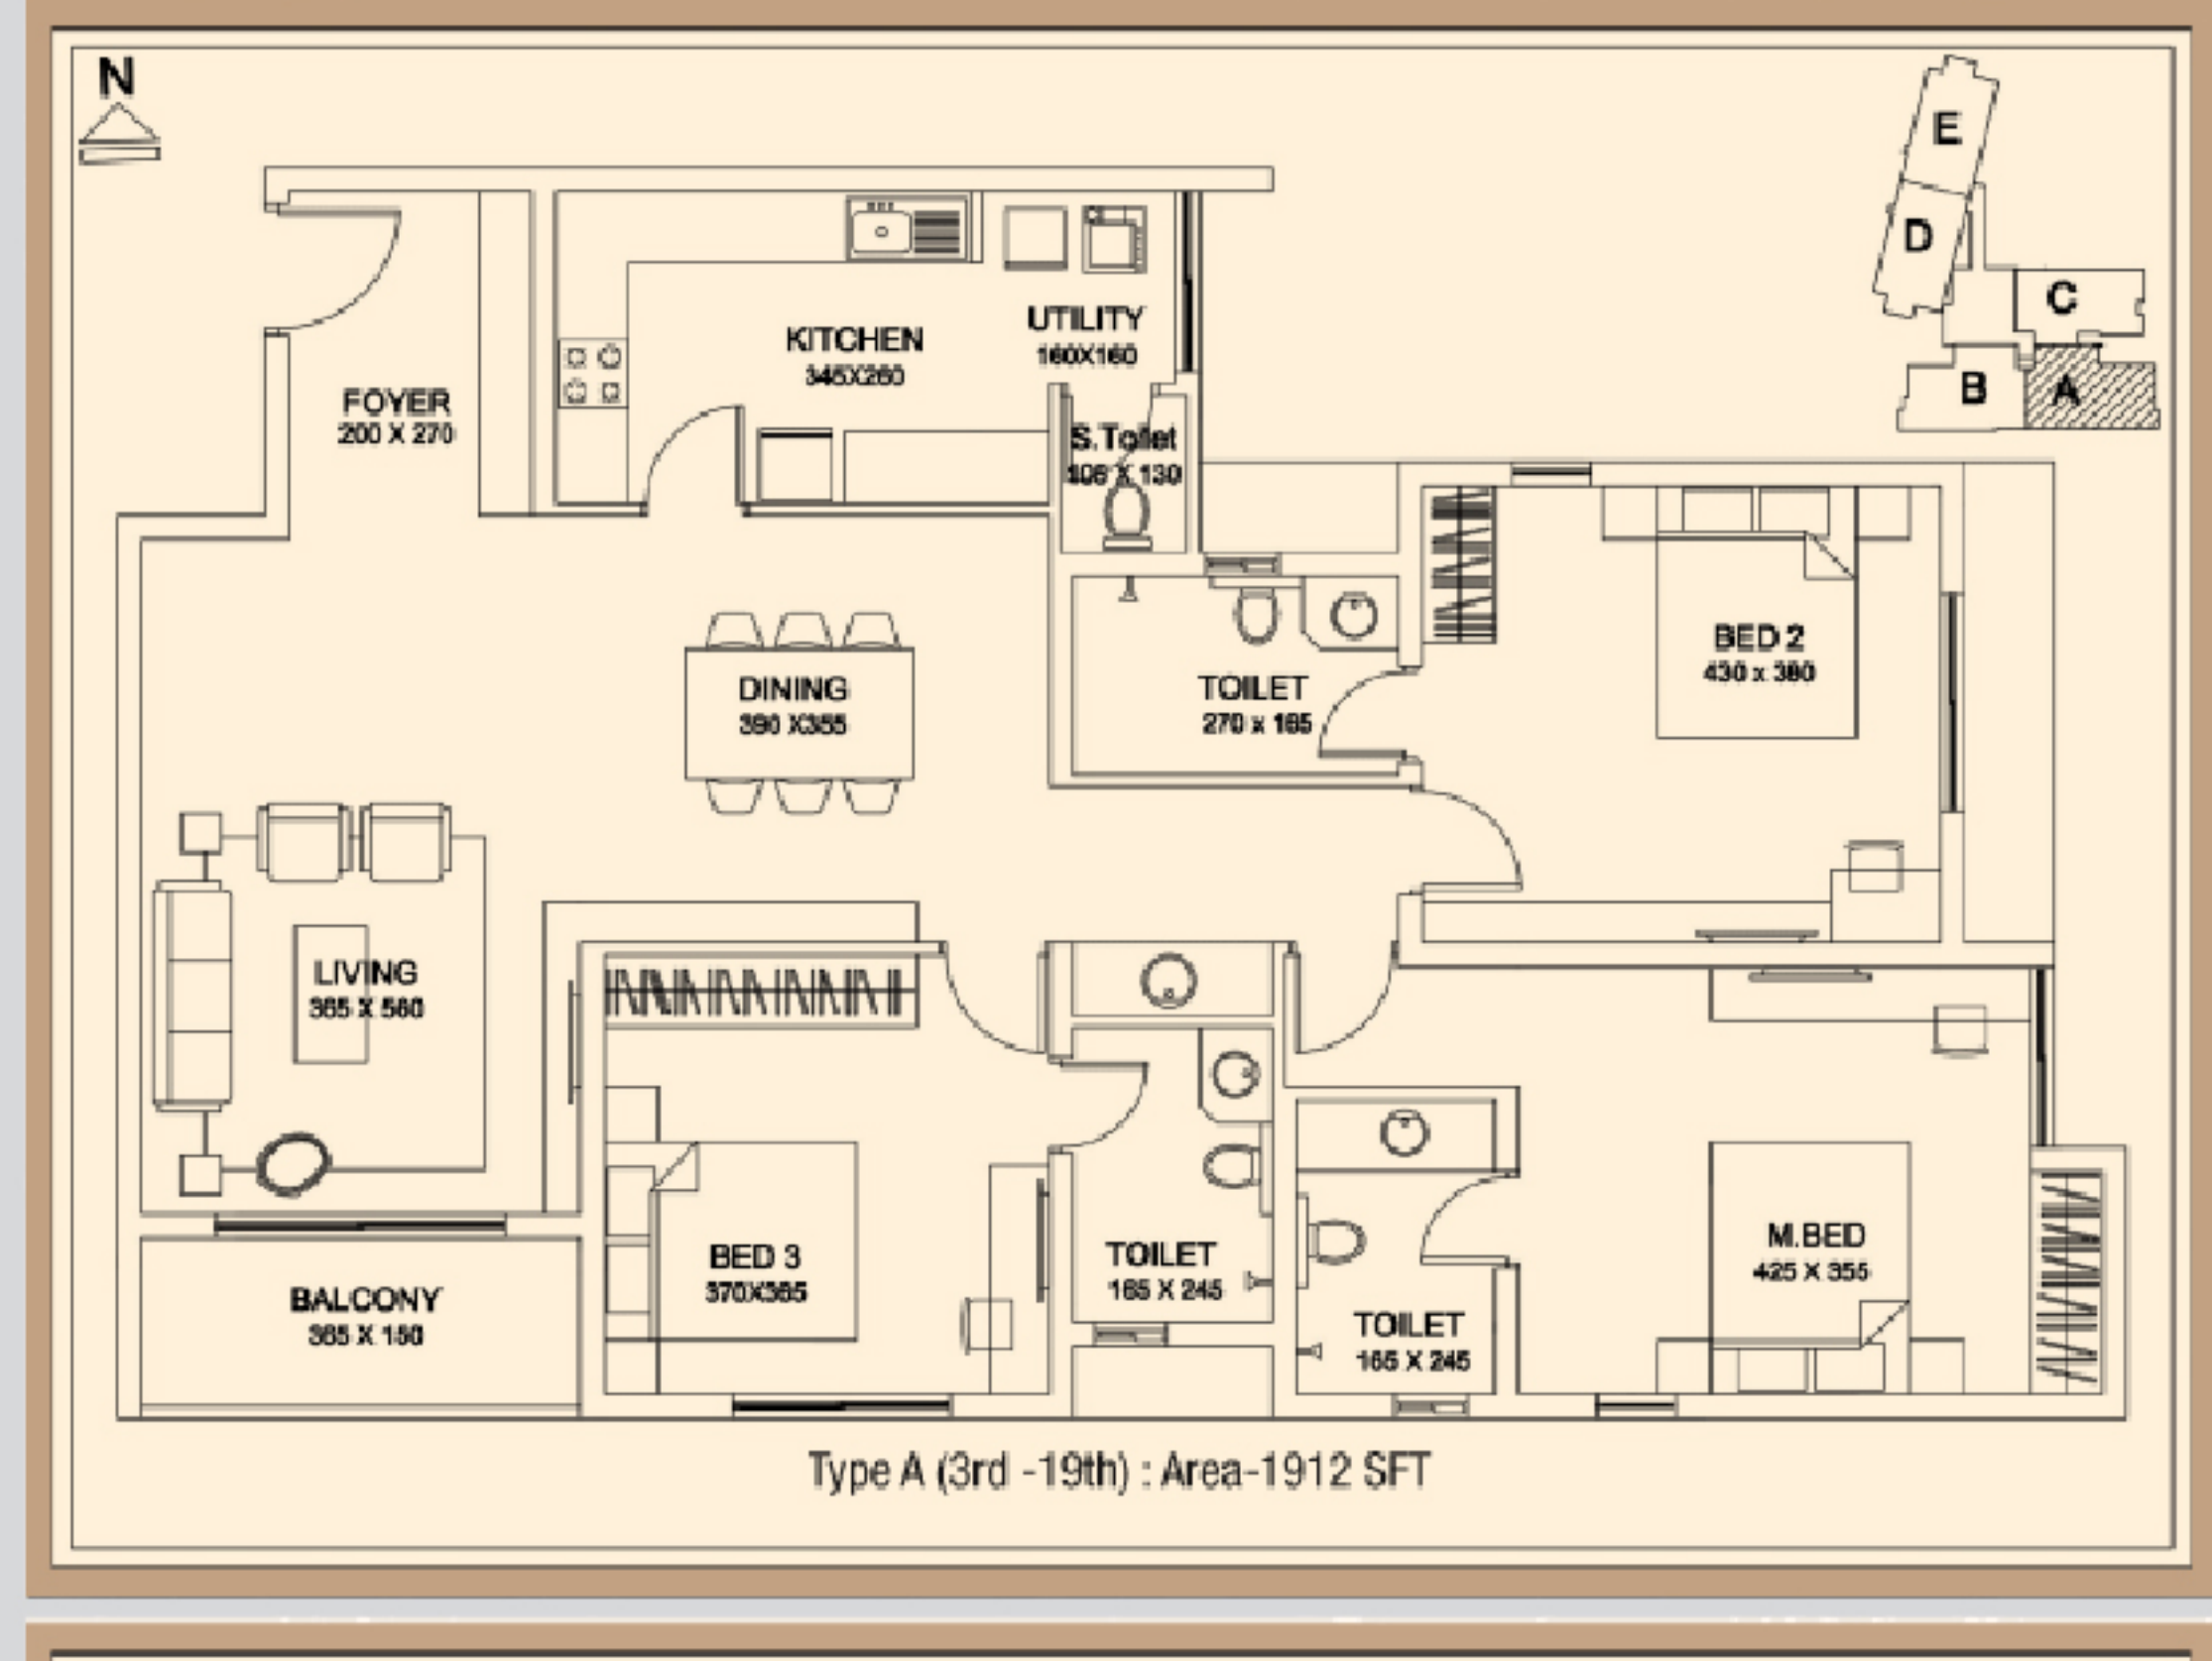 N
E
D
C
B
A
KITCHEN
345X260
UTILITY
160X160
FOYER
200 X 270
S.Toilet
X 130
BED 2
430 x 380
TOILET
270 x 165
DINING
390 X355
LIVING
365 X 560
BED 3
370X365
TOILET
165 X 245
M.BED
425 X 355
BALCONY
365 X 150
TOILET
165 X 245
Type A (3rd -19th) : Area-1912 SFT